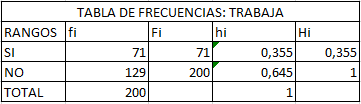 TABLA DE FRECUENCIAS: TRABAJA
RANGOS fi Fi hi Hi
SI 71 71 0,355 0,355
NO 129 200 0,645 1
TOTAL 200 1